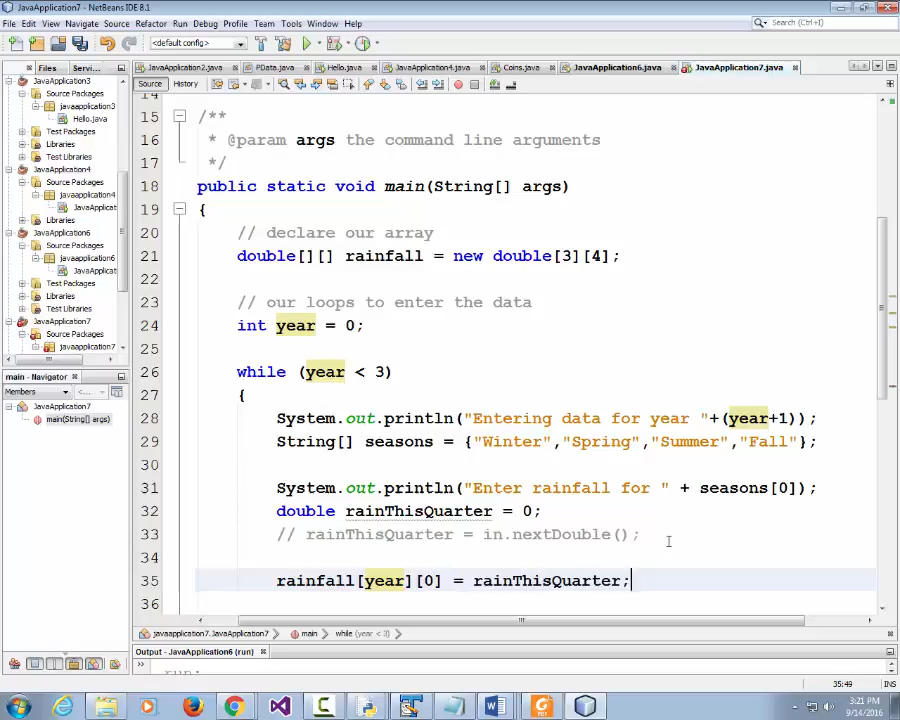 JavaApplication7 - NetBeans IDE 8.1
File Edit View Navigate Source Refactor Run Debug Profile Team Tools Window Help
Search (Ctrl+I)
<default config>
Files Servi...
JavaApplication2.java PData.java Hello.java JavaApplication4.java Coins.java JavaApplication6.java JavaApplication7.java
Source History
JavaApplication3
Source Packages
javaapplication3
Hello.java
Test Packages
Libraries
Test Libraries
JavaApplication4
Source Packages
javaapplication4
JavaApplicat
Libraries
JavaApplication6
Source Packages
javaapplication6
JavaApplicat
Test Packages
Libraries
Test Libraries
JavaApplication7
Source Packages
javaapplication7
main - Navigator
Members
<...
JavaApplication7
main(String[] args)
14
15 /**
16 * @param args the command line arguments
17 */
18 public static void main(String[] args)
19 {
20 // declare our array
21 double[][] rainfall = new double[3][4];
22
23 // our loops to enter the data
24 int year = 0;
25
26 while (year < 3)
27 {
28 System.out.println("Entering data for year "+(year+1));
29 String[] seasons = {"Winter","Spring","Summer","Fall"};
30
31 System.out.println("Enter rainfall for " + seasons[0]);
32 double rainThisQuarter = 0;
33 // rainThisQuarter = in.nextDouble();
34
35 rainfall[year][0] = rainThisQuarter;
36
javaapplication7.JavaApplication7 main while (year < 3)
Output - JavaApplication6 (run)
run:
35:49 INS
3:21 PM
9/14/2016